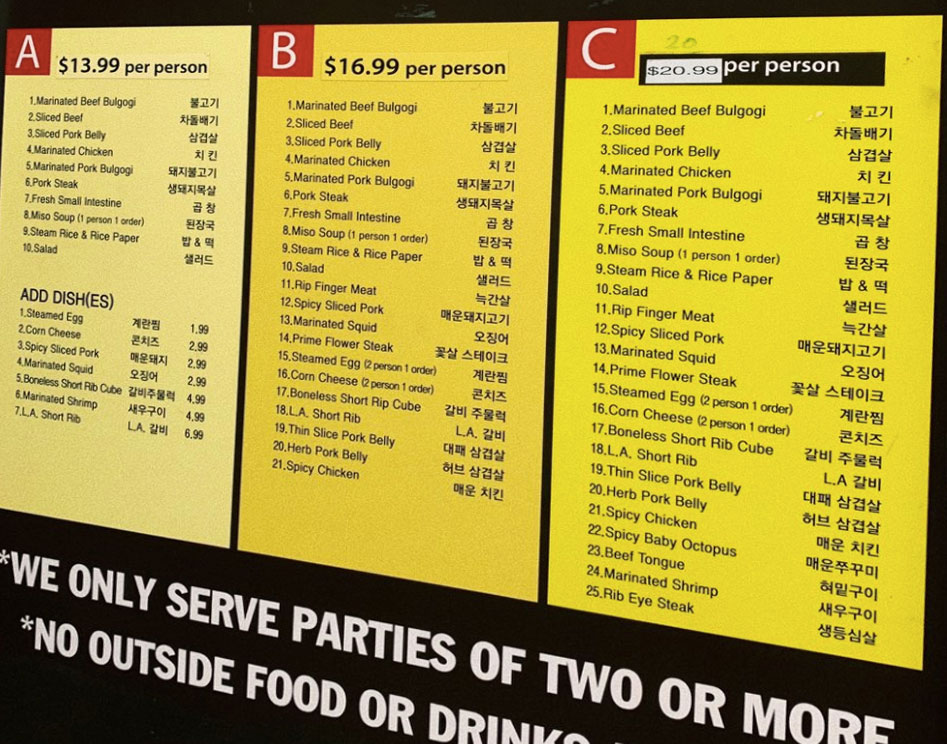 A
$13.99 per person
1.Marinated Beef Bulgogi 불고기
2.Sliced Beef 차돌배기
3.Sliced Pork Belly 삼겹살
4.Marinated Chicken 치 킨
5.Marinated Pork Bulgogi 돼지불고기
6.Pork Steak 생돼지목살
7.Fresh Small Intestine 곱 창
8.Miso Soup (1 person 1 order) 된장국
9.Steam Rice & Rice Paper 밥 & 떡
10.Salad 샐러드
ADD DISH(ES)
1.Steamed Egg 계란찜 1.99
2.Corn Cheese 콘치즈 2.99
3.Spicy Sliced Pork 매운돼지 2.99
4.Marinated Squid 오징어 2.99
5.Boneless Short Rib Cube 갈비주물럭 4.99
6.Marinated Shrimp 새우구이 4.99
7.L.A. Short Rib L.A. 갈비 6.99
B
$16.99 per person
1.Marinated Beef Bulgogi 불고기
2.Sliced Beef 차돌배기
3.Sliced Pork Belly 삼겹살
4.Marinated Chicken 치 킨
5.Marinated Pork Bulgogi 돼지불고기
6.Pork Steak 생돼지목살
7.Fresh Small Intestine 곱 창
8.Miso Soup (1 person 1 order) 된장국
9.Steam Rice & Rice Paper 밥 & 떡
10.Salad 샐러드
11.Rip Finger Meat 늑간살
12.Spicy Sliced Pork 매운돼지고기
13.Marinated Squid 오징어
14.Prime Flower Steak 꽃살 스테이크
15.Steamed Egg (2 person 1 order) 계란찜
16.Corn Cheese (2 person 1 order) 콘치즈
17.Boneless Short Rip Cube 갈비 주물럭
18.L.A. Short Rib L.A. 갈비
19.Thin Slice Pork Belly 대패 삼겹살
20.Herb Pork Belly 허브 삼겹살
21.Spicy Chicken 매운 치킨
C
20
$20.99 per person
1.Marinated Beef Bulgogi 불고기
2.Sliced Beef 차돌배기
3.Sliced Pork Belly 삼겹살
4.Marinated Chicken 치 킨
5.Marinated Pork Bulgogi 돼지불고기
6.Pork Steak 생돼지목살
7.Fresh Small Intestine 곱 창
8.Miso Soup (1 person 1 order) 된장국
9.Steam Rice & Rice Paper 밥 & 떡
10.Salad 샐러드
11.Rip Finger Meat 늑간살
12.Spicy Sliced Pork 매운돼지고기
13.Marinated Squid 오징어
14.Prime Flower Steak 꽃살 스테이크
15.Steamed Egg (2 person 1 order) 계란찜
16.Corn Cheese (2 person 1 order) 콘치즈
17.Boneless Short Rib Cube 갈비 주물럭
18.L.A. Short Rib L.A 갈비
19.Thin Slice Pork Belly 대패 삼겹살
20.Herb Pork Belly 허브 삼겹살
21.Spicy Chicken 매운 치킨
22.Spicy Baby Octopus 매운쭈꾸미
23.Beef Tongue 혀밑구이
24.Marinated Shrimp 새우구이
25.Rib Eye Steak 생등심살
*WE ONLY SERVE PARTIES OF TWO OR MORE
*NO OUTSIDE FOOD OR DRINKS